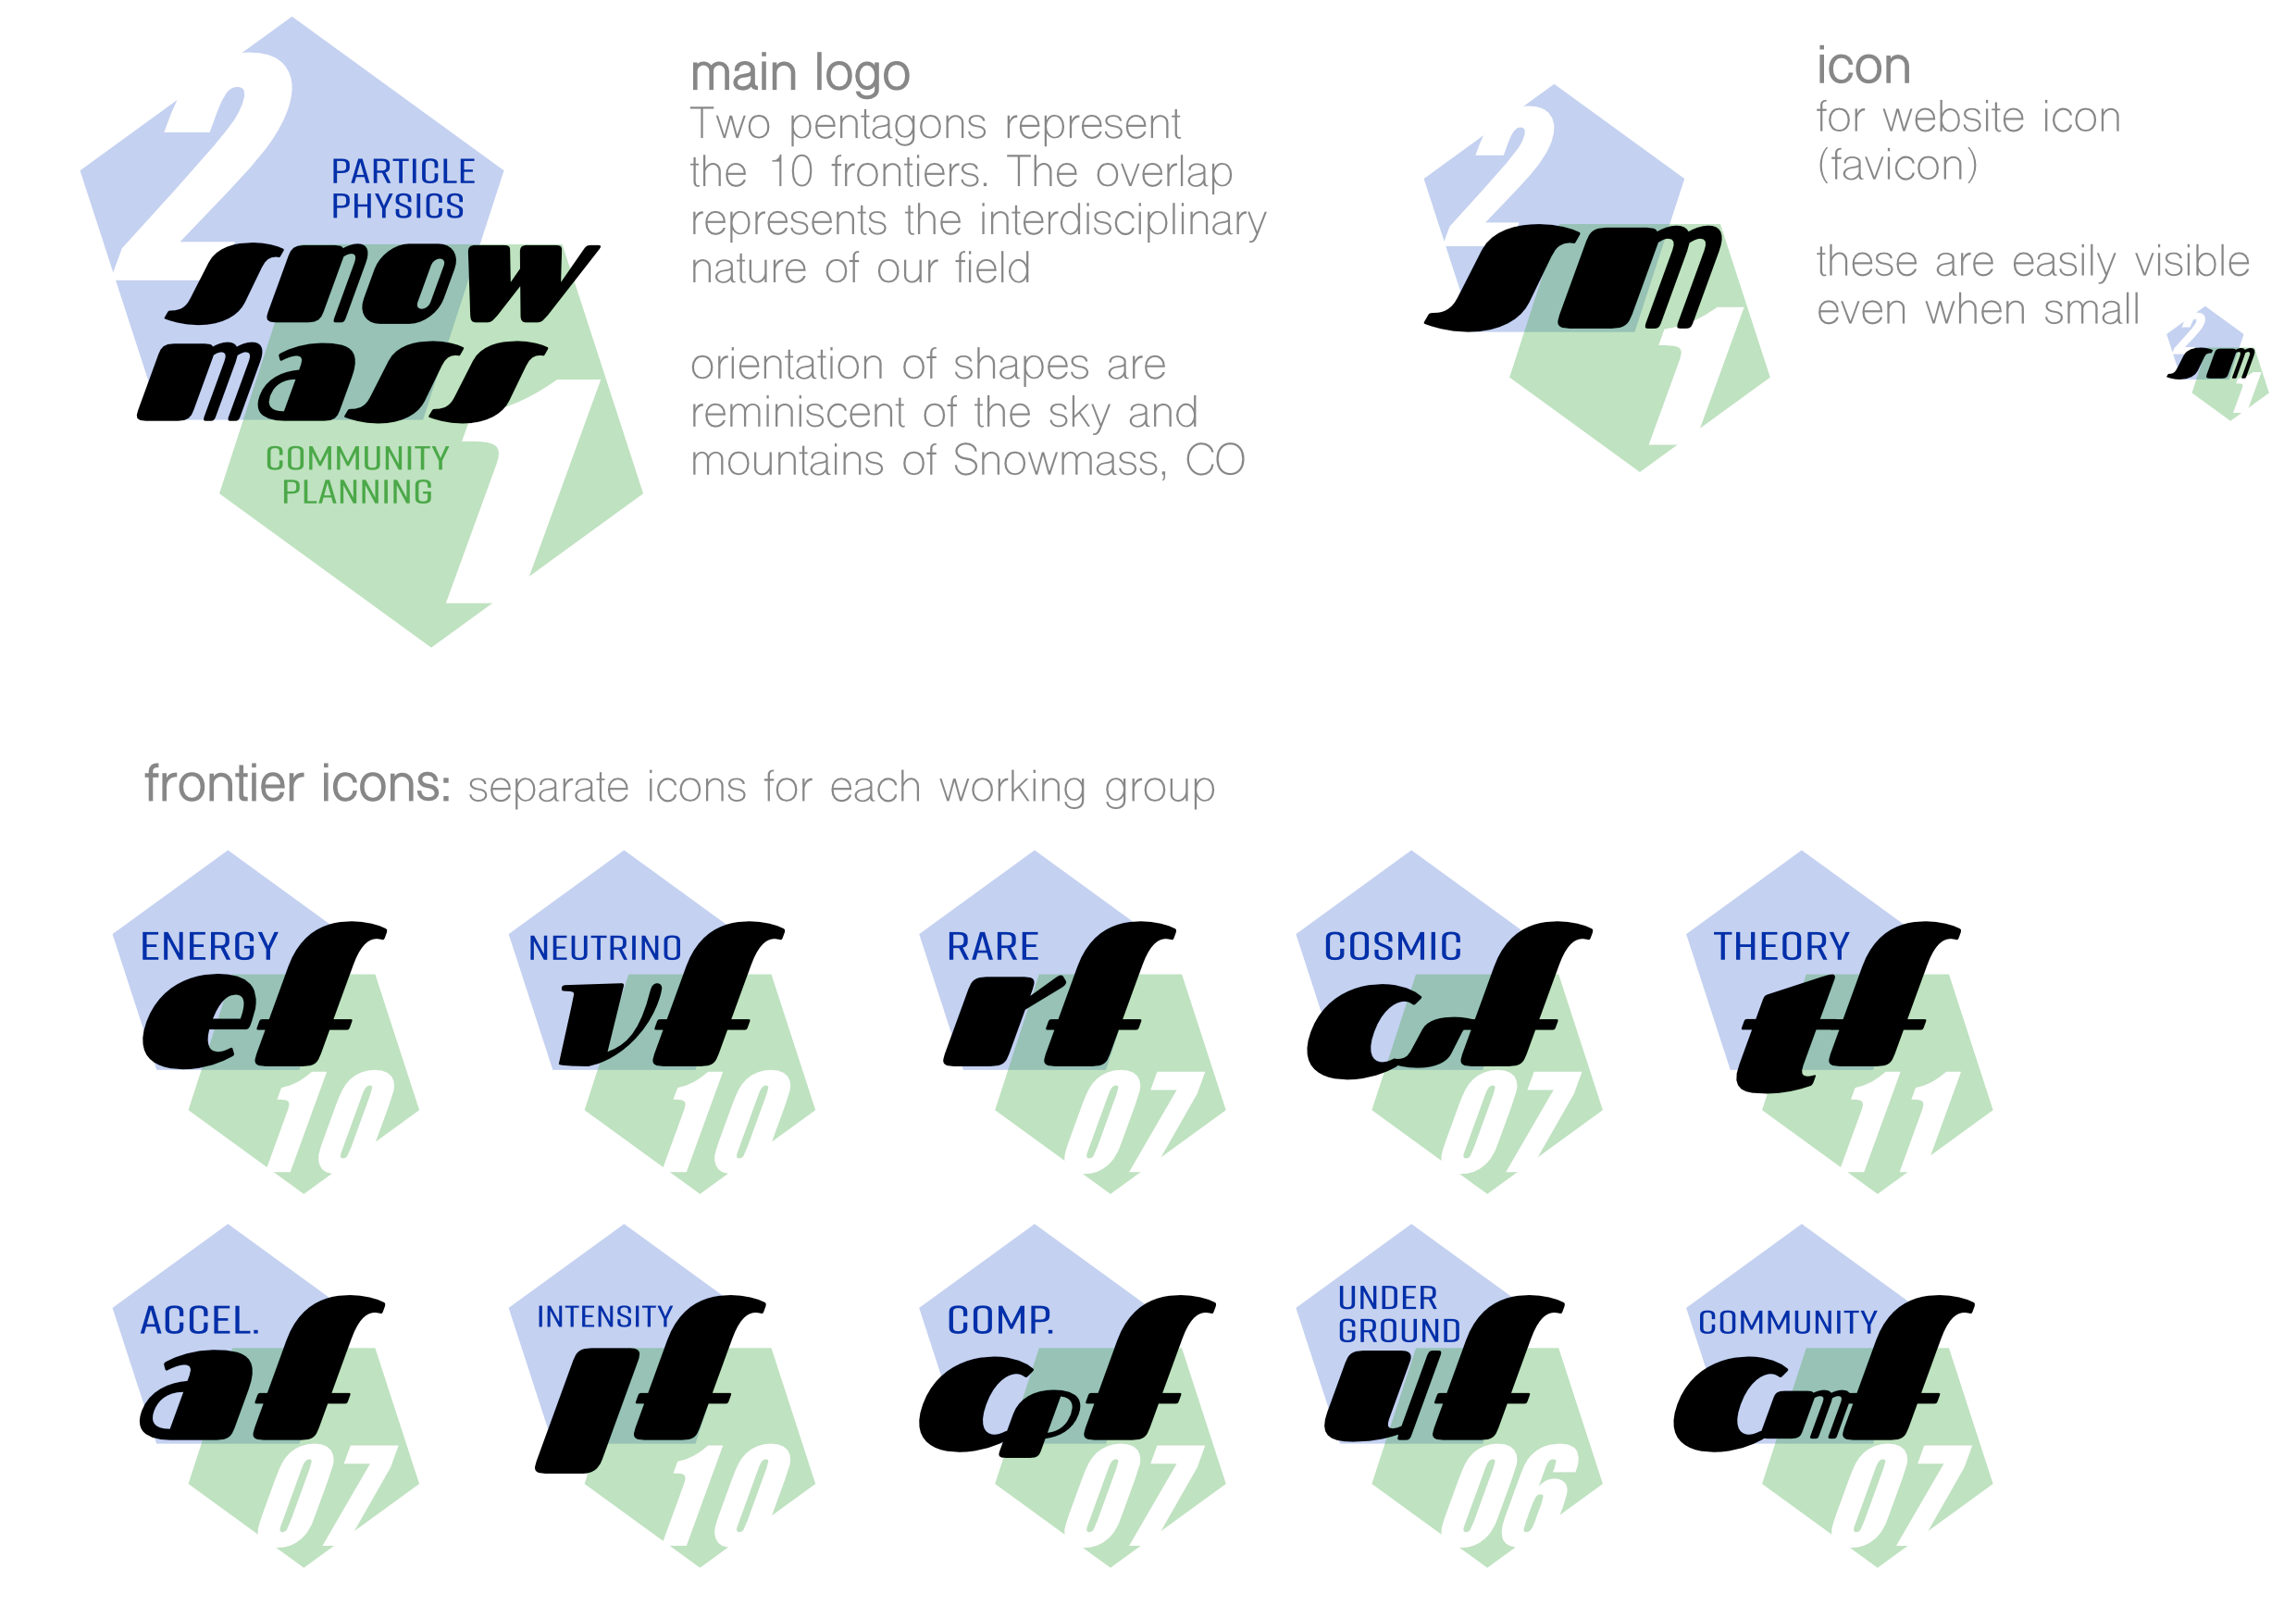 2
PARTICLE
PHYSICS
snow
mass
COMMUNITY
PLANNING
1
main logo
Two pentagons represent
the 10 frontiers. The overlap
represents the interdisciplinary
nature of our field
orientation of shapes are
reminiscent of the sky and
mountains of Snowmass, CO
2
sm
1
icon
for website icon
(favicon)
these are easily visible
even when small
2
sm
1
frontier icons: separate icons for each working group
ENERGY
ef
10
NEUTRINO
νf
10
RARE
rf
07
COSMIC
cf
07
THEORY
tf
11
ACCEL.
af
07
INTENSITY
ıf
10
COMP.
cpf
07
UNDER
GROUND
uf
06
COMMUNITY
cmf
07